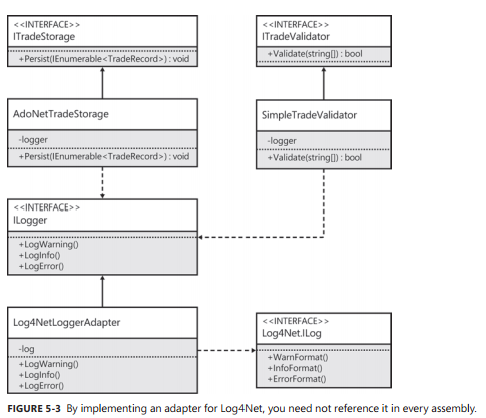 <<INTERFACE>>
ITradeStorage
+Persist(IEnumerable<TradeRecord>) : void
<<INTERFACE>>
ITradeValidator
+Validate(string[]) : bool
AdoNetTradeStorage
-logger
+Persist(IEnumerable<TradeRecord>) : void
SimpleTradeValidator
-logger
+Validate(string[]) : bool
<<INTERFACE>>
ILogger
+LogWarning()
+LogInfo()
+LogError()
Log4NetLoggerAdapter
-log
+LogWarning()
+LogInfo()
+LogError()
<<INTERFACE>>
Log4Net.ILog
+WarnFormat()
+InfoFormat()
+ErrorFormat()
FIGURE 5-3 By implementing an adapter for Log4Net, you need not reference it in every assembly.